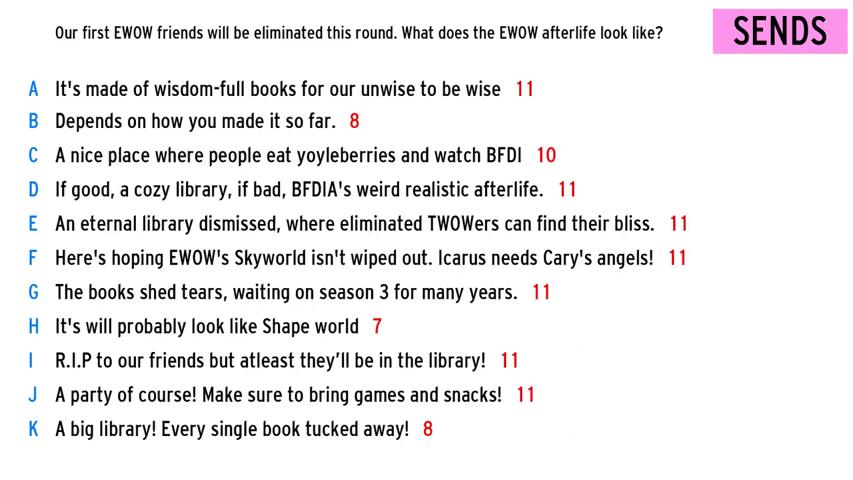 Our first EWOW friends will be eliminated this round. What does the EWOW afterlife look like?
SENDS
A It's made of wisdom-full books for our unwise to be wise 11
B Depends on how you made it so far. 8
C A nice place where people eat yoyleberries and watch BFDI 10
D If good, a cozy library, if bad, BFDIA's weird realistic afterlife. 11
E An eternal library dismissed, where eliminated TWOWers can find their bliss. 11
F Here's hoping EWOW's Skyworld isn't wiped out. Icarus needs Cary's angels! 11
G The books shed tears, waiting on season 3 for many years. 11
H It's will probably look like Shape world 7
I R.I.P to our friends but atleast they'll be in the library! 11
J A party of course! Make sure to bring games and snacks! 11
K A big library! Every single book tucked away! 8